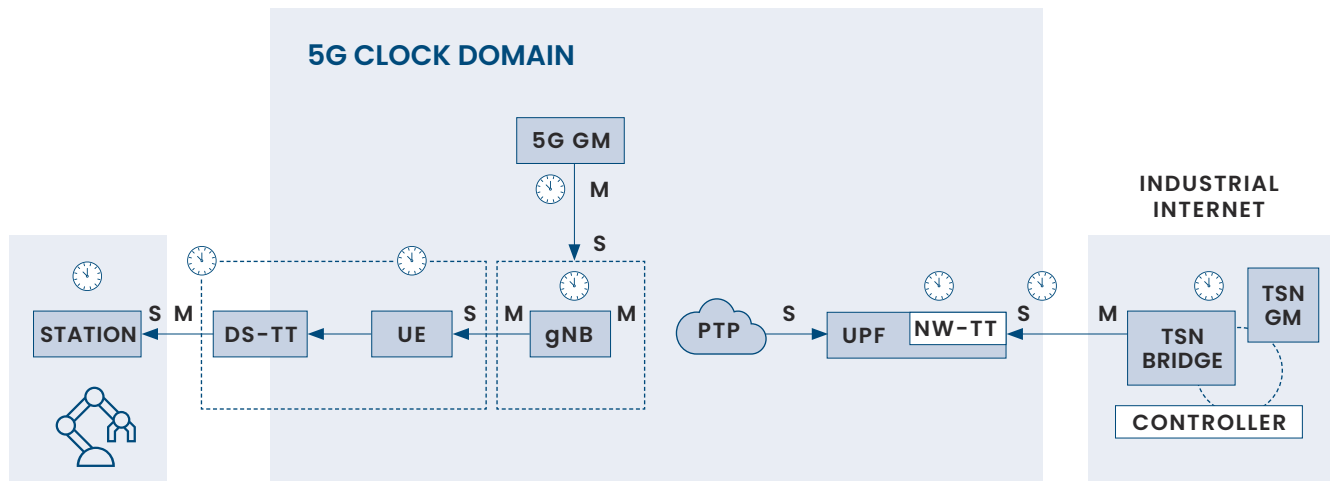 5G CLOCK DOMAIN
5G GM
M
S
INDUSTRIAL
INTERNET
STATION
S
M
DS-TT
UE
S
M
gNB
M
PTP
S
UPF
NW-TT
S
M
TSN
BRIDGE
TSN
GM
CONTROLLER